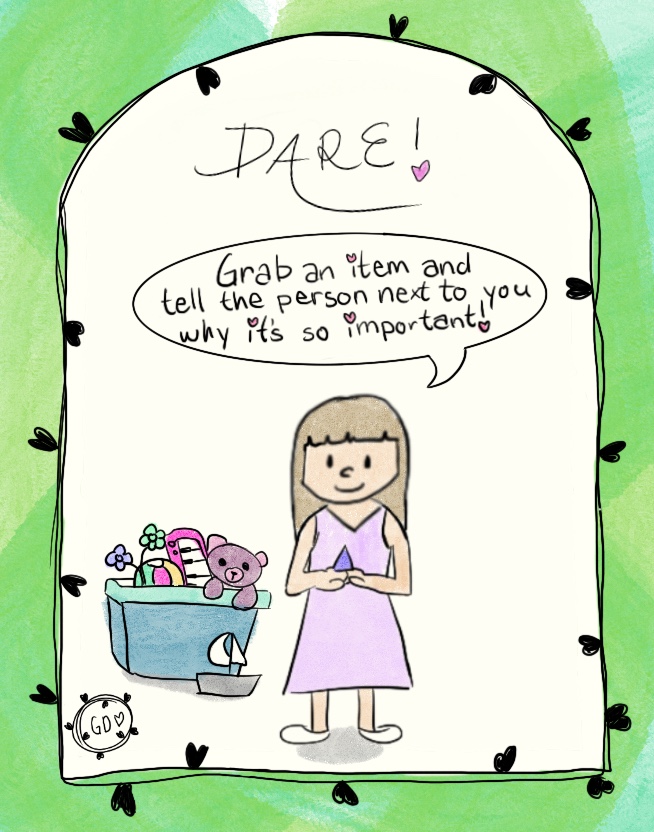 DARE!
Grab an item and
tell the person next to you
why it's so important!
GD